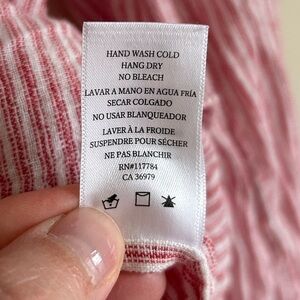 HAND WASH COLD
HANG DRY
NO BLEACH
LAVAR A MANO EN AGUA FRÍA
SECAR COLGADO
NO USAR BLANQUEADOR
LAVER À LA FROIDE
SUSPENDRE POUR SÉCHER
NE PAS BLANCHIR
RN#117784
CA 36979